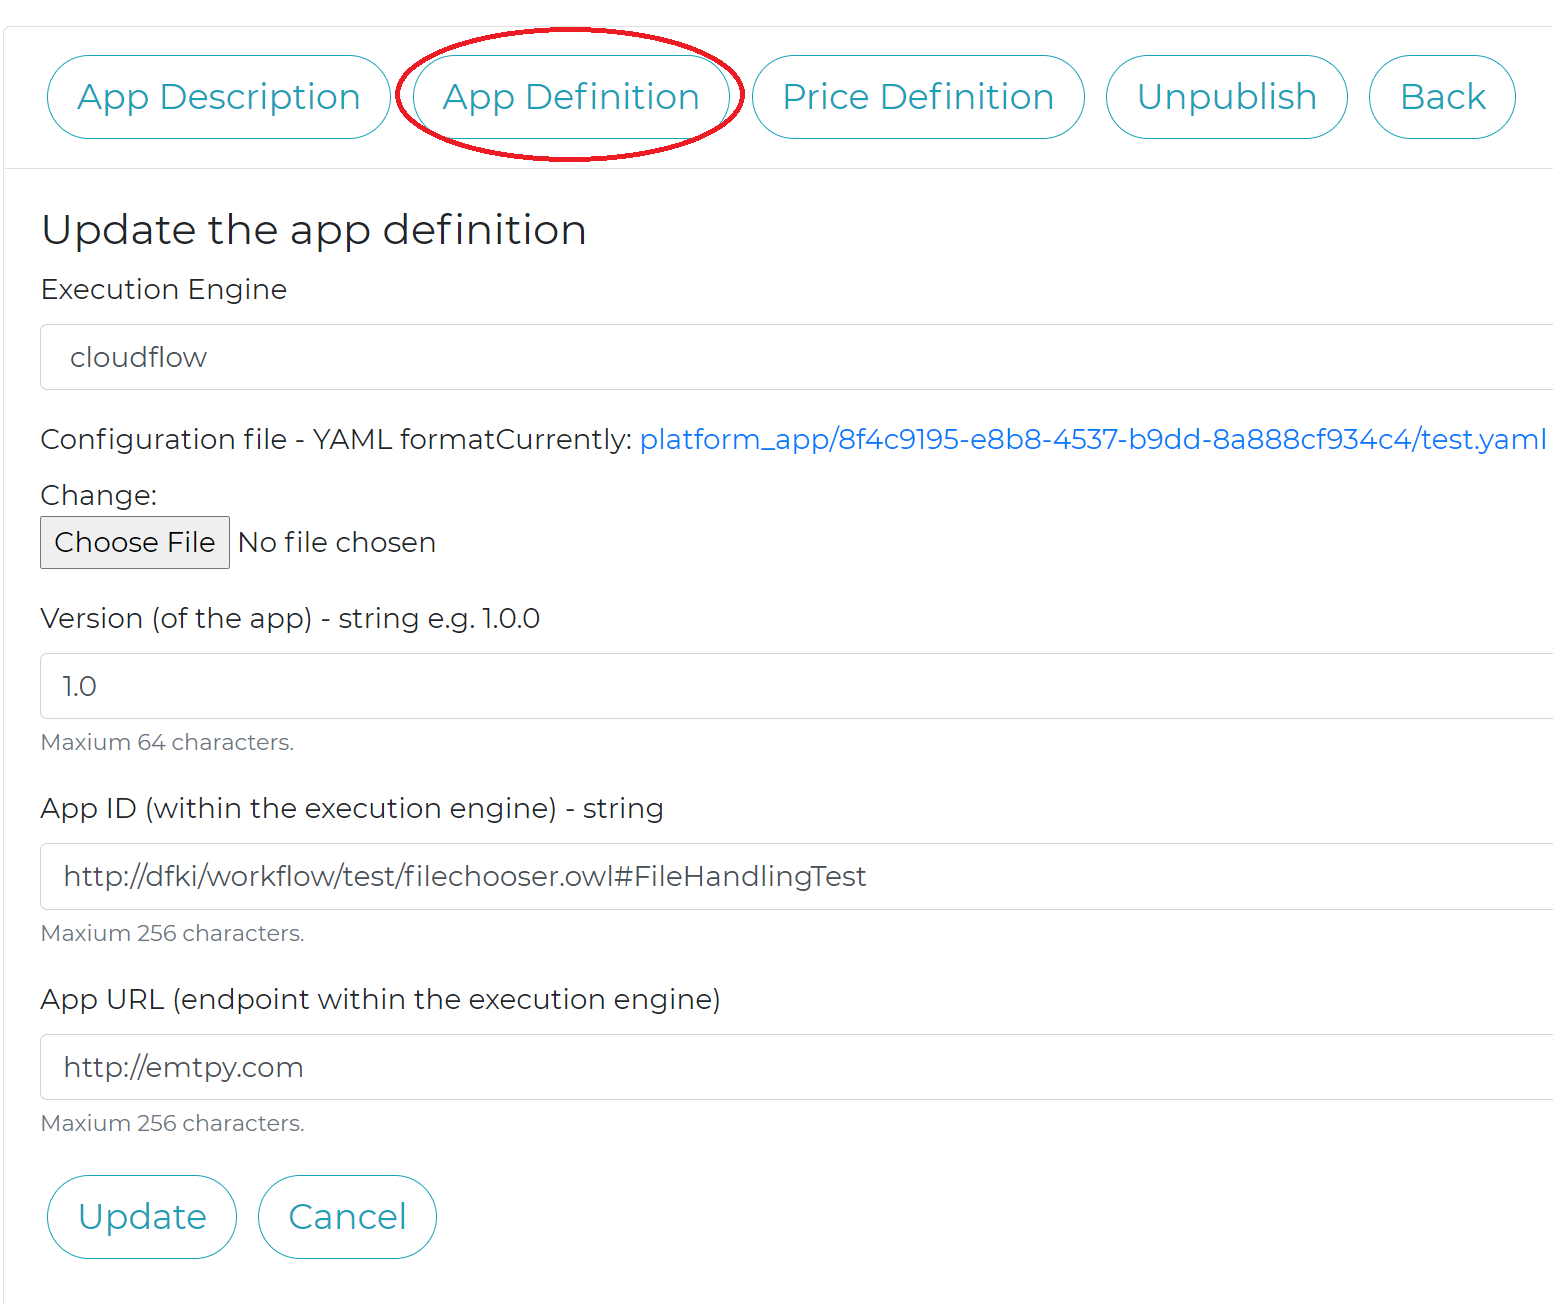 App Description App Definition Price Definition Unpublish Back
Update the app definition
Execution Engine
cloudflow
Configuration file - YAML formatCurrently: platform_app/8f4c9195-e8b8-4537-b9dd-8a888cf934c4/test.yaml
Change:
Choose File No file chosen
Version (of the app) - string e.g. 1.0.0
1.0
Maxium 64 characters.
App ID (within the execution engine) - string
http://dfki/workflow/test/filechooser.owl#FileHandlingTest
Maxium 256 characters.
App URL (endpoint within the execution engine)
http://emtpy.com
Maxium 256 characters.
Update Cancel